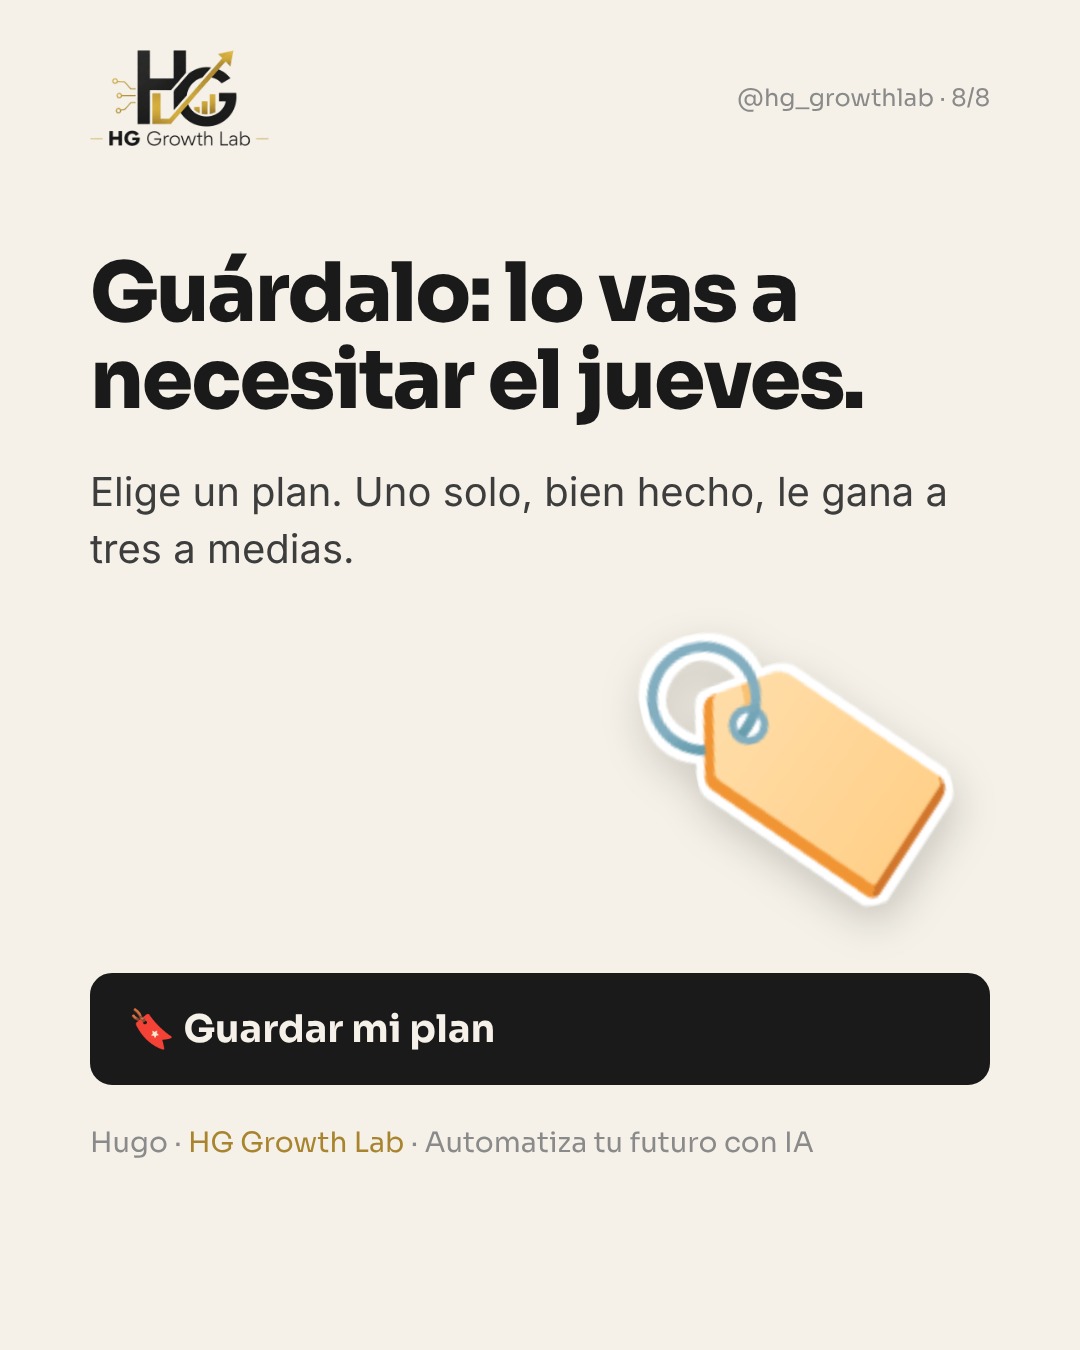 HG
HG Growth Lab
@hg_growthlab · 8/8
Guárdalo: lo vas a
necesitar el jueves.
Elige un plan. Uno solo, bien hecho, le gana a
tres a medias.
🔖 Guardar mi plan
Hugo · HG Growth Lab · Automatiza tu futuro con IA